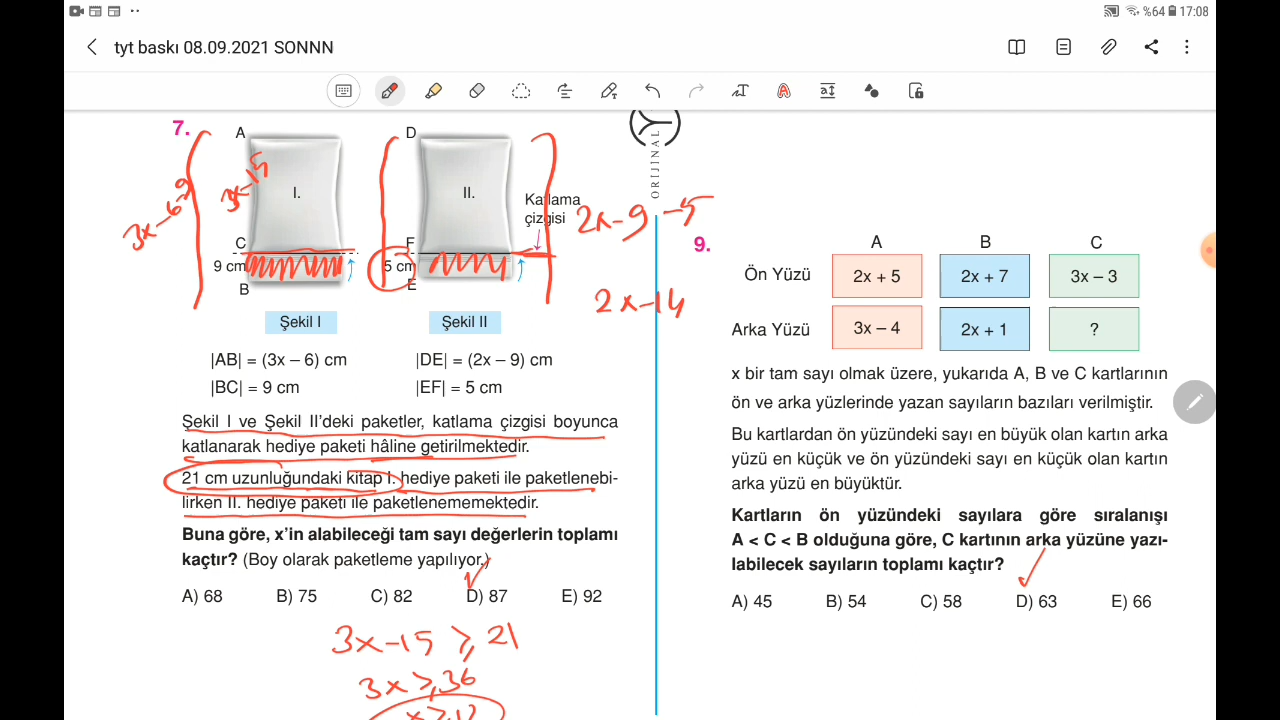 %64 17:08
tyt baskı 08.09.2021 SONNN
7.
A
D
I.
II.
3x-15
3x-6-9
Katlama
çizgisi
2x-9-5
C
F
9 cm
5 cm
B
E
2x-14
Şekil I
Şekil II
|AB| = (3x – 6) cm
|DE| = (2x – 9) cm
|BC| = 9 cm
|EF| = 5 cm
Şekil I ve Şekil II'deki paketler, katlama çizgisi boyunca
katlanarak hediye paketi hâline getirilmektedir.
21 cm uzunluğundaki kitap I. hediye paketi ile paketlenebi-
lirken II. hediye paketi ile paketlenememektedir.
Buna göre, x'in alabileceği tam sayı değerlerin toplamı
kaçtır? (Boy olarak paketleme yapılıyor.)
A) 68 B) 75 C) 82 D) 87 E) 92
3x-15 ≥ 21
3x ≥ 36
x ≥ 12
ORİJİNAL
9.
A B C
Ön Yüzü 2x + 5 2x + 7 3x – 3
Arka Yüzü 3x – 4 2x + 1 ?
x bir tam sayı olmak üzere, yukarıda A, B ve C kartlarının
ön ve arka yüzlerinde yazan sayıların bazıları verilmiştir.
Bu kartlardan ön yüzündeki sayı en büyük olan kartın arka
yüzü en küçük ve ön yüzündeki sayı en küçük olan kartın
arka yüzü en büyüktür.
Kartların ön yüzündeki sayılara göre sıralanışı
A < C < B olduğuna göre, C kartının arka yüzüne yazı-
labilecek sayıların toplamı kaçtır?
A) 45 B) 54 C) 58 D) 63 E) 66